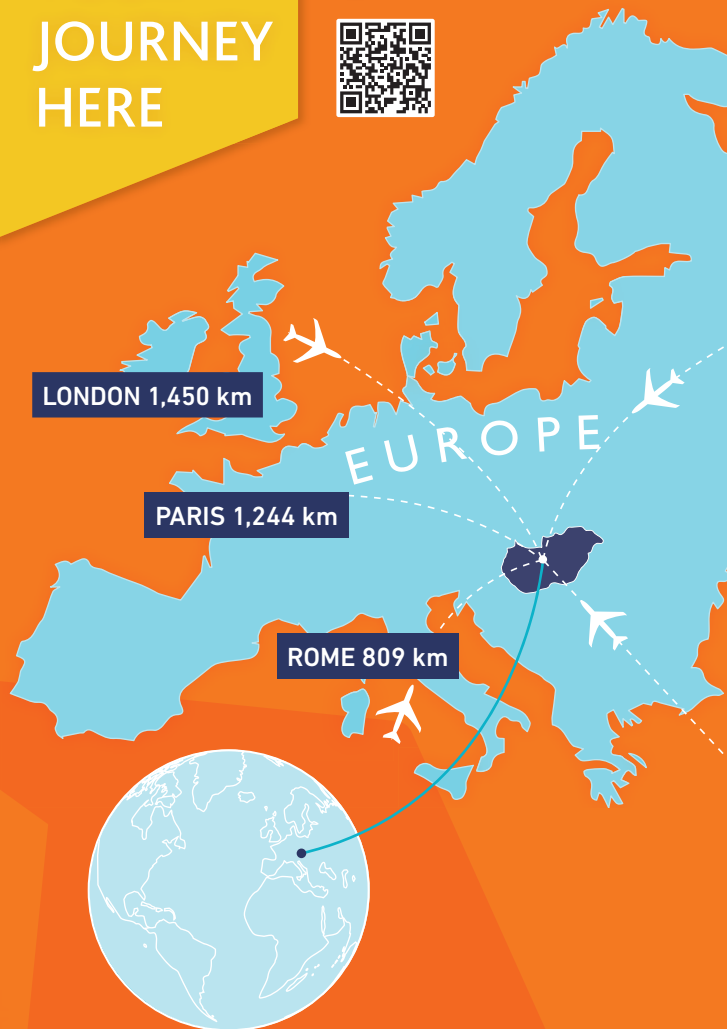 JOURNEY
HERE
LONDON 1,450 km
EUROPE
PARIS 1,244 km
ROME 809 km